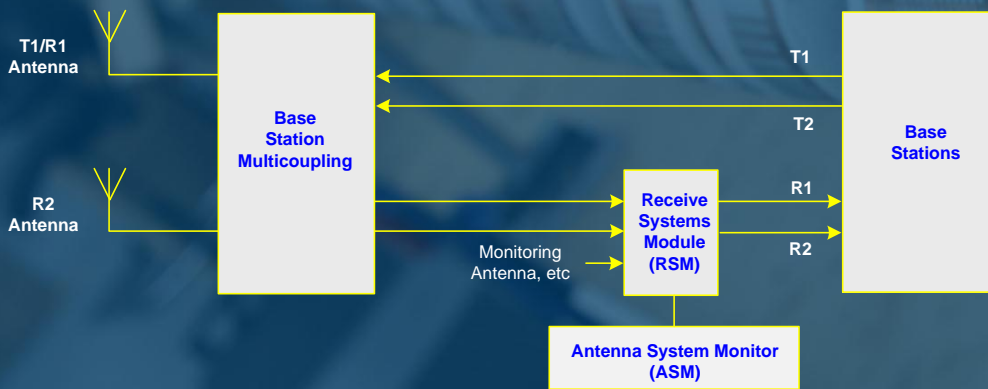 T1/R1
Antenna
R2
Antenna
Base
Station
Multicoupling
T1
T2
Monitoring
Antenna, etc
Receive
Systems
Module
(RSM)
R1
R2
Base
Stations
Antenna System Monitor
(ASM)